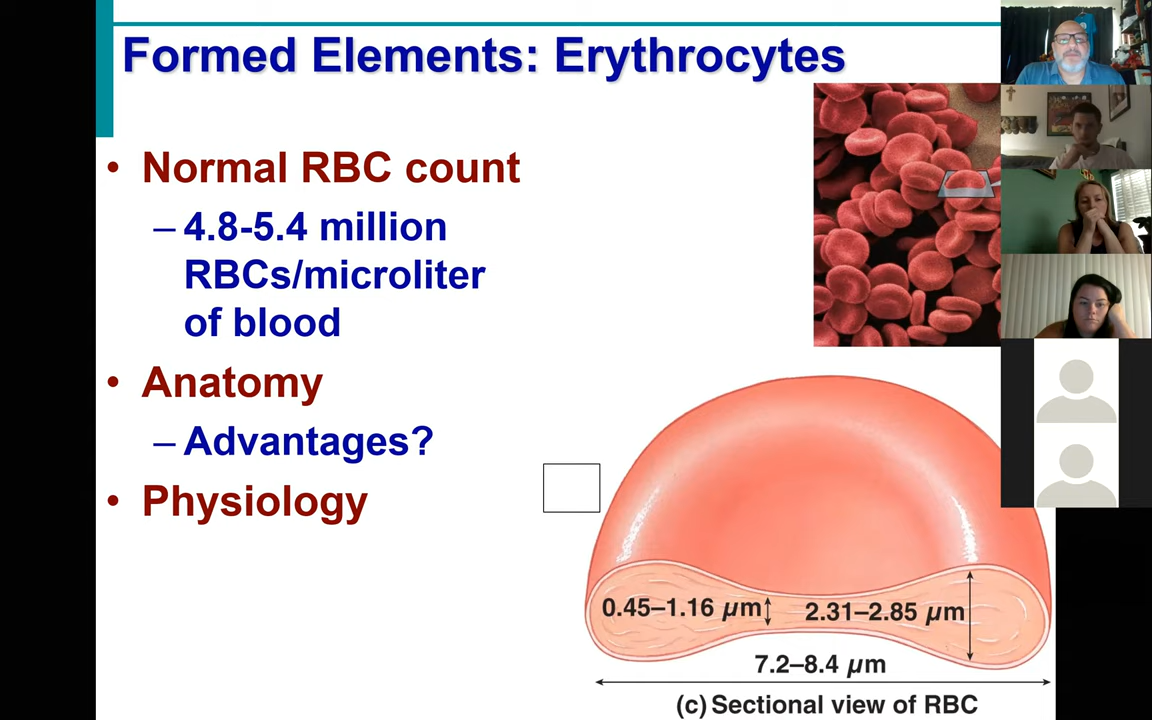 Formed Elements: Erythrocytes
• Normal RBC count
– 4.8-5.4 million
RBCs/microliter
of blood
• Anatomy
– Advantages?
• Physiology
0.45–1.16 µm
2.31–2.85 µm
7.2–8.4 µm
(c) Sectional view of RBC